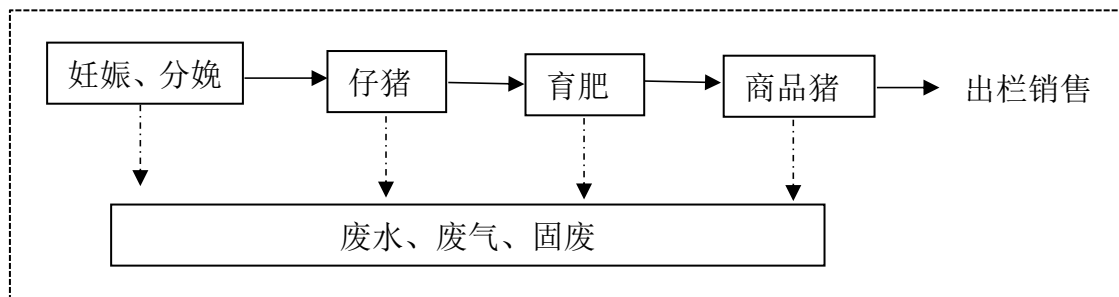 妊娠、分娩
仔猪
育肥
商品猪
出栏销售
废水、废气、固废